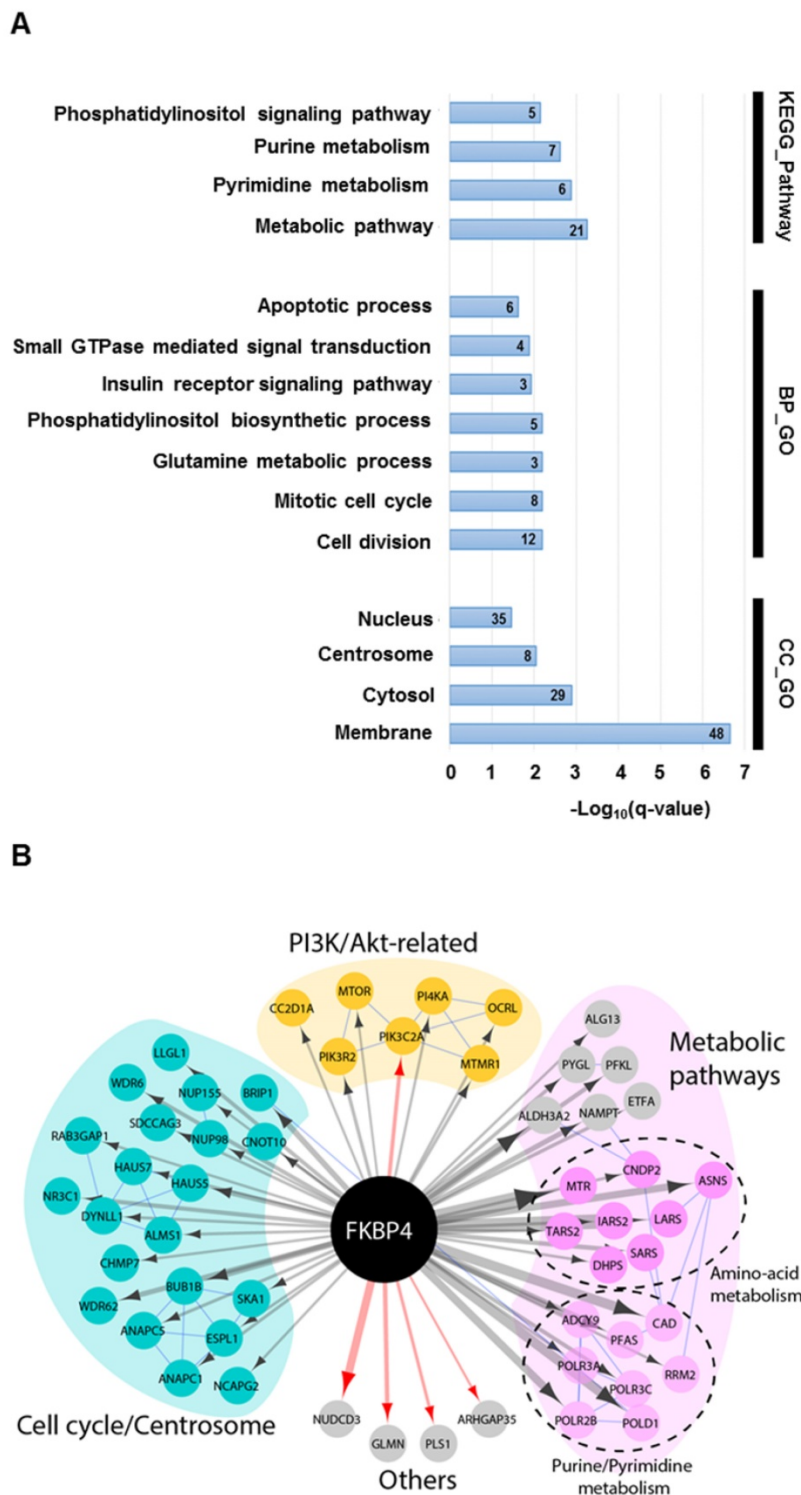 A
Phosphatidylinositol signaling pathway 5
Purine metabolism 7
Pyrimidine metabolism 6
Metabolic pathway 21
KEGG_Pathway
Apoptotic process 6
Small GTPase mediated signal transduction 4
Insulin receptor signaling pathway 3
Phosphatidylinositol biosynthetic process 5
Glutamine metabolic process 3
Mitotic cell cycle 8
Cell division 12
BP_GO
Nucleus 35
Centrosome 8
Cytosol 29
Membrane 48
CC_GO
0 1 2 3 4 5 6 7
-Log₁₀(q-value)
B
PI3K/Akt-related
CC2D1A
MTOR
PI4KA
OCRL
PIK3R2
PIK3C2A
MTMR1
LLGL1
WDR6
NUP155
BRIP1
SDCCAG3
NUP98
CNOT10
RAB3GAP1
HAUS7
HAUS5
NR3C1
DYNLL1
ALMS1
CHMP7
BUB1B
WDR62
SKA1
ANAPC5
ESPL1
ANAPC1
NCAPG2
Cell cycle/Centrosome
FKBP4
Metabolic
pathways
ALG13
PYGL
PFKL
ALDH3A2
NAMPT
ETFA
MTR
CNDP2
ASNS
TARS2
IARS2
LARS
DHPS
SARS
Amino-acid
metabolism
ADCY9
CAD
PFAS
POLR3A
RRM2
POLR3C
POLR2B
POLD1
Purine/Pyrimidine
metabolism
NUDCD3
GLMN
PLS1
ARHGAP35
Others